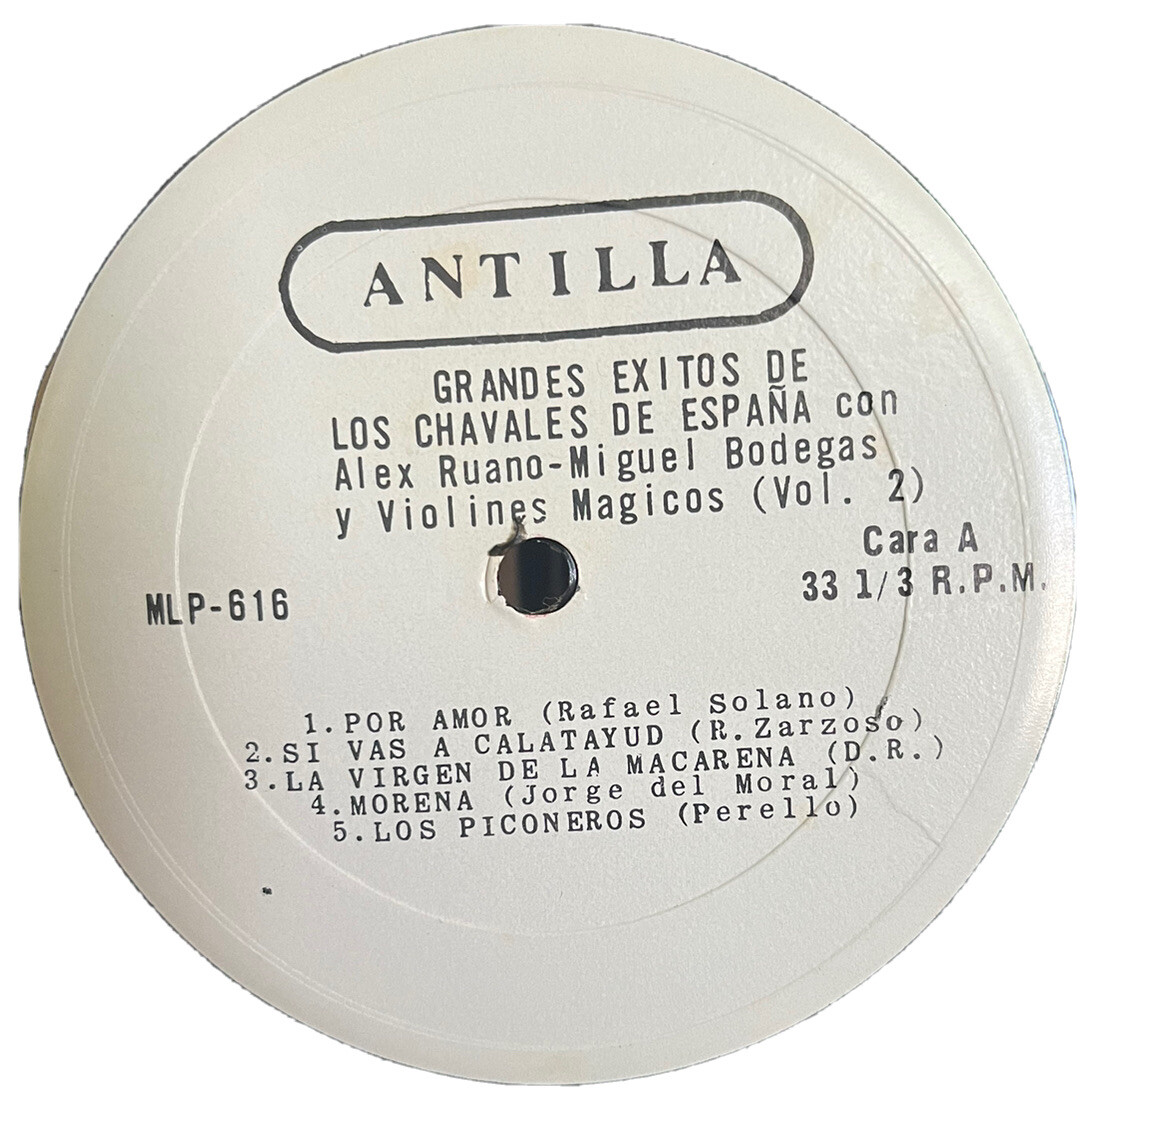 ANTILLA
GRANDES EXITOS DE
LOS CHAVALES DE ESPAÑA con
Alex Ruano-Miguel Bodegas
y Violines Magicos (Vol. 2)
Cara A
33 1/3 R.P.M.
MLP-616
1.POR AMOR (Rafael Solano)
2.SI VAS A CALATAYUD (R.Zarzoso)
3.LA VIRGEN DE LA MACARENA (D.R.)
4.MORENA (Jorge del Moral)
5.LOS PICONEROS (Perello)